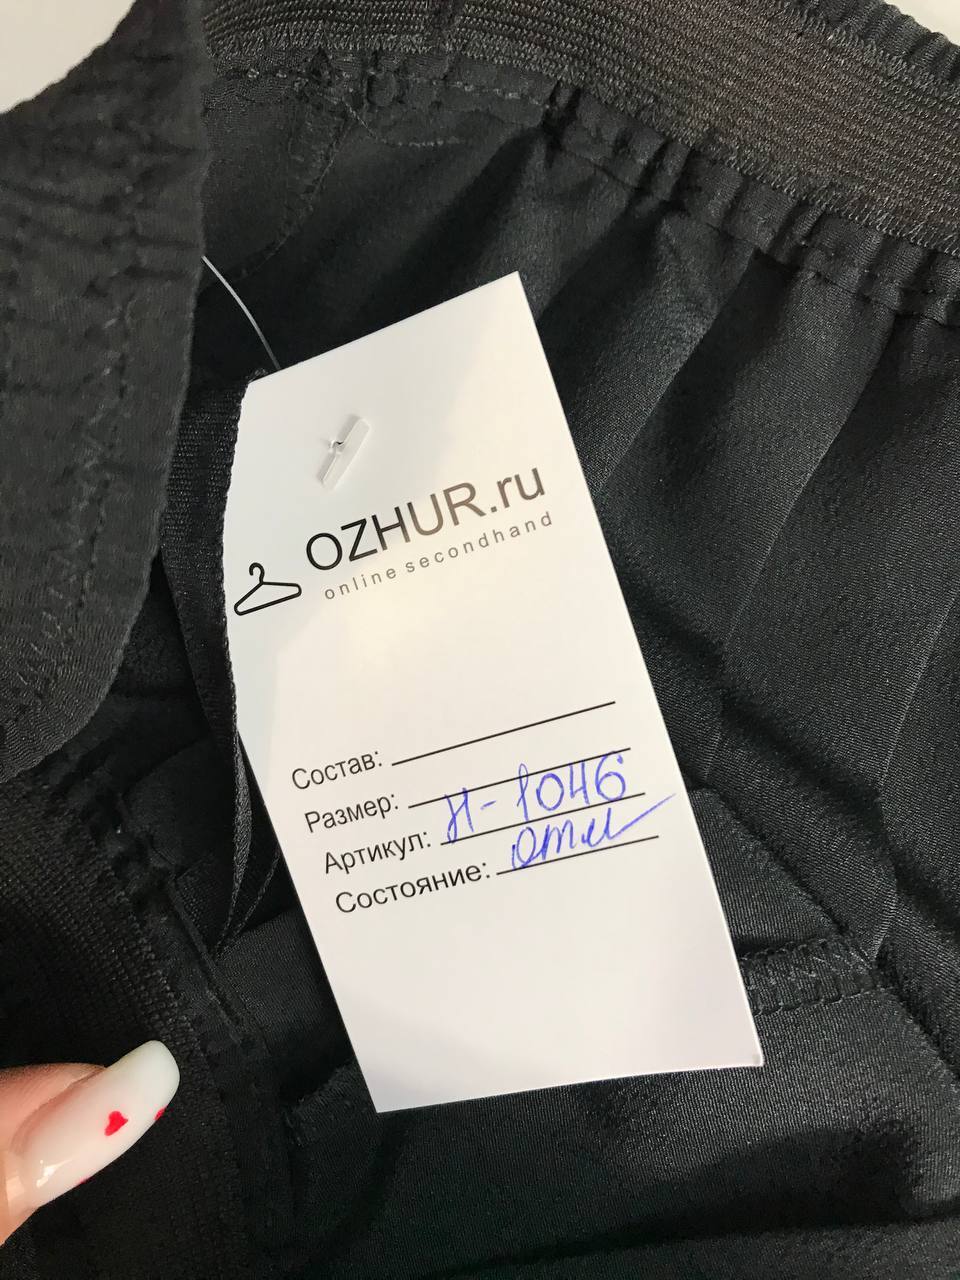 OZHUR.ru
online secondhand
Состав:
Размер:
Артикул: Н-1046
Состояние: отл